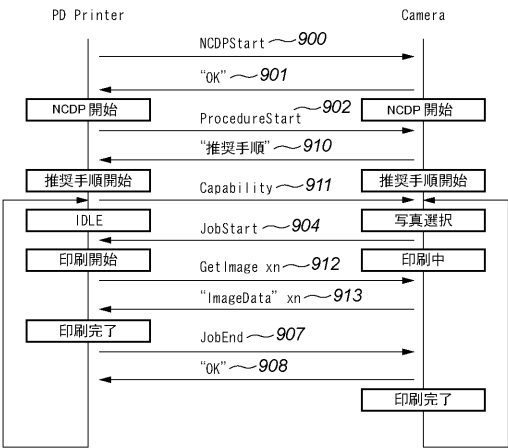 PD Printer
Camera
NCDPStart 900
“OK” 901
NCDP 開始
NCDP 開始
ProcedureStart 902
“推奨手順” 910
推奨手順開始
推奨手順開始
Capability 911
IDLE
写真選択
JobStart 904
印刷開始
印刷中
GetImage xn 912
“ImageData” xn 913
印刷完了
JobEnd 907
“OK” 908
印刷完了